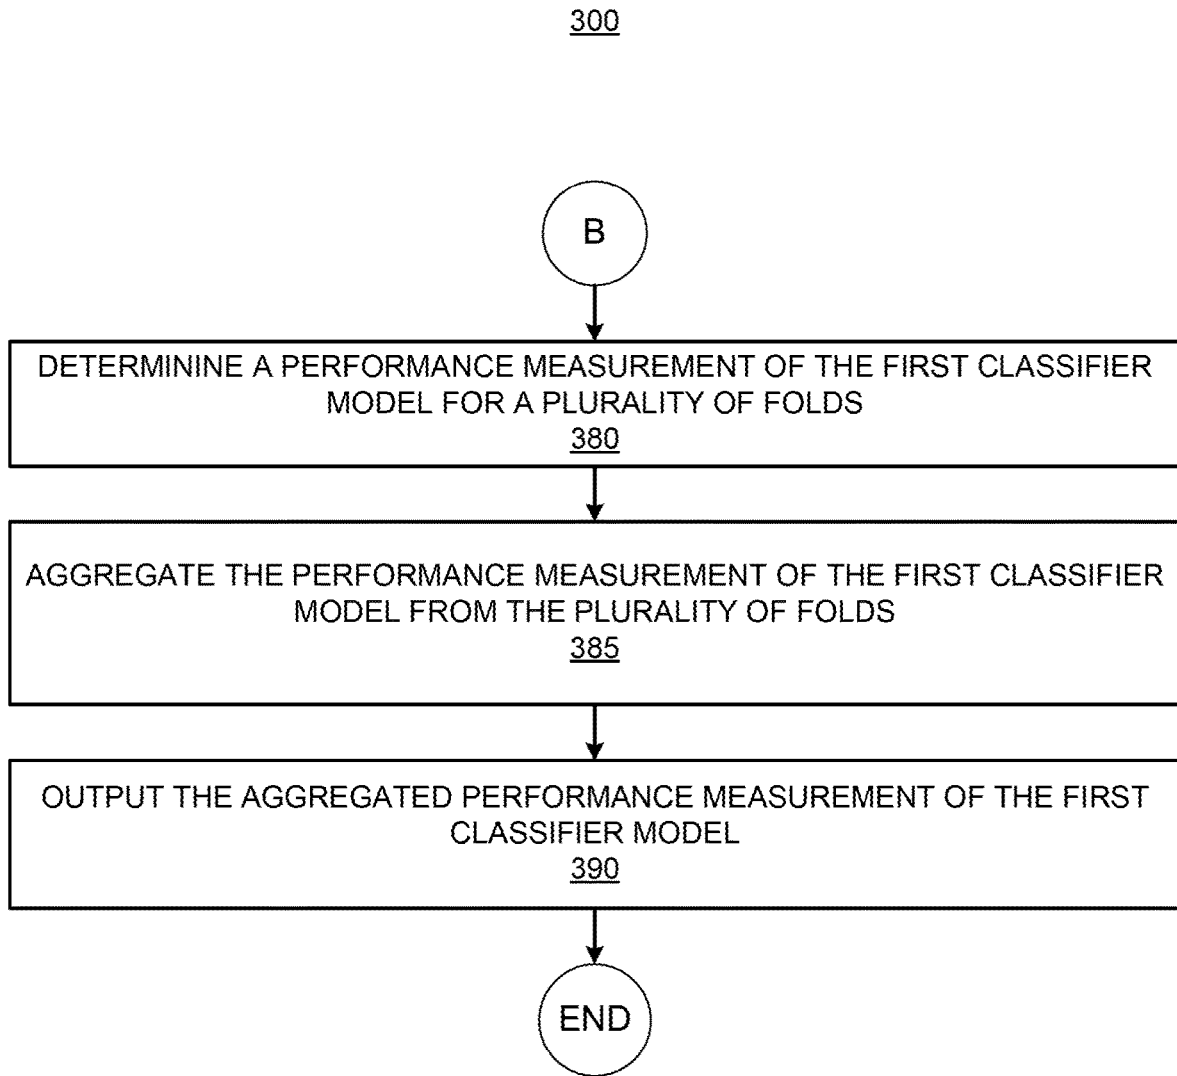 300
B
DETERMININE A PERFORMANCE MEASUREMENT OF THE FIRST CLASSIFIER
MODEL FOR A PLURALITY OF FOLDS
380
AGGREGATE THE PERFORMANCE MEASUREMENT OF THE FIRST CLASSIFIER
MODEL FROM THE PLURALITY OF FOLDS
385
OUTPUT THE AGGREGATED PERFORMANCE MEASUREMENT OF THE FIRST
CLASSIFIER MODEL
390
END